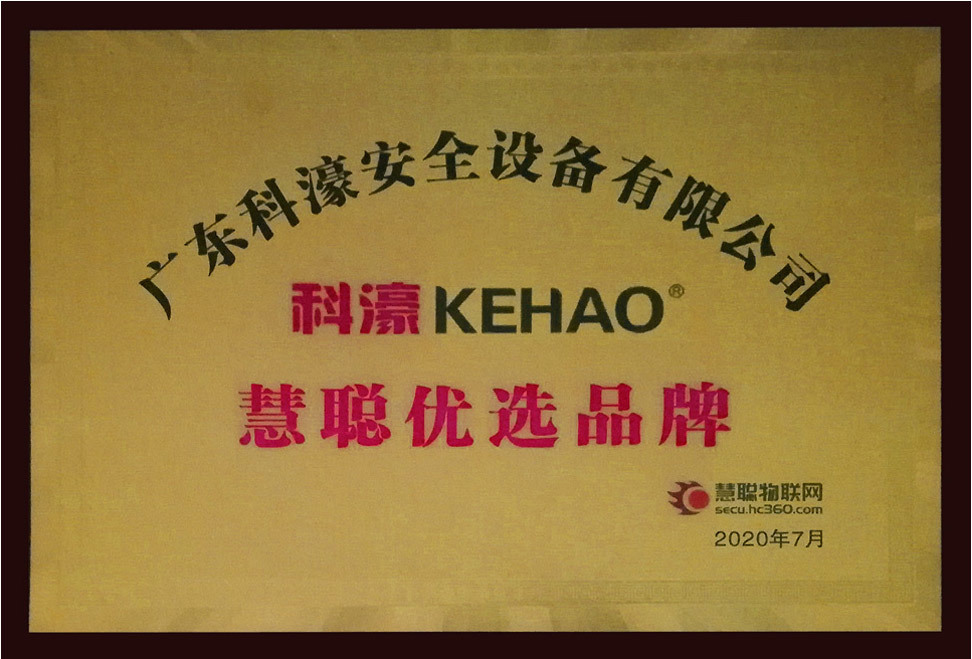 广东科濠安全设备有限公司
科濠KEHAO®
慧聪优选品牌
慧聪物联网
secu.hc360.com
2020年7月